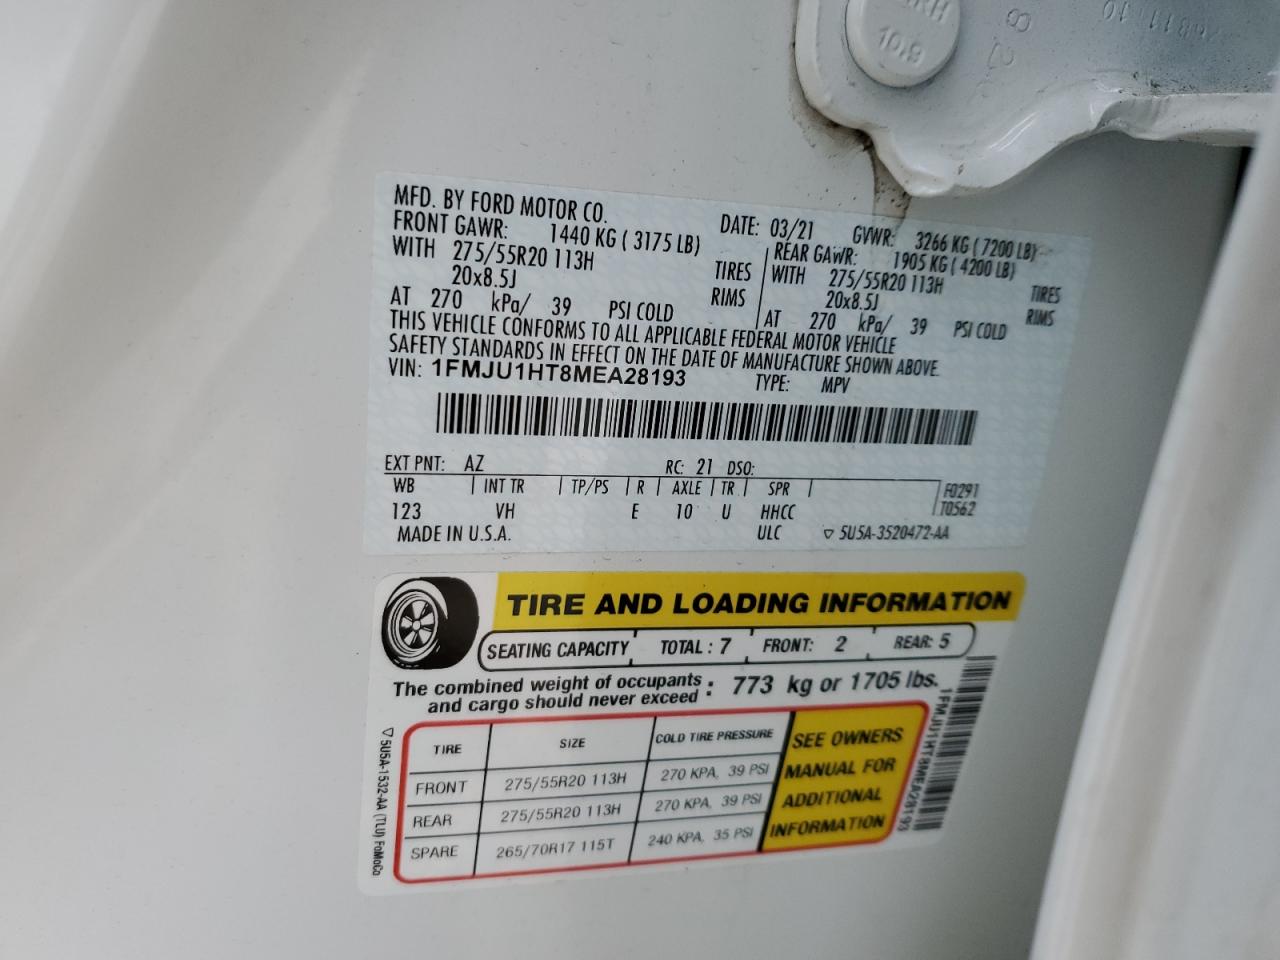 RH
10.9
MFD. BY FORD MOTOR CO.
DATE: 03/21 GVWR: 3266 KG ( 7200 LB)
FRONT GAWR: 1440 KG ( 3175 LB) REAR GAWR: 1905 KG ( 4200 LB)
WITH 275/55R20 113H TIRES WITH 275/55R20 113H TIRES
20x8.5J RIMS 20x8.5J RIMS
AT 270 kPa/ 39 PSI COLD AT 270 kPa/ 39 PSI COLD
THIS VEHICLE CONFORMS TO ALL APPLICABLE FEDERAL MOTOR VEHICLE
SAFETY STANDARDS IN EFFECT ON THE DATE OF MANUFACTURE SHOWN ABOVE.
VIN: 1FMJU1HT8MEA28193 TYPE: MPV
EXT PNT: AZ RC: 21 DSO:
WB INT TR TP/PS R AXLE TR SPR F0291
123 VH E 10 U HHCC T0562
MADE IN U.S.A. ULC ▽ 5U5A-3520472-AA
TIRE AND LOADING INFORMATION
SEATING CAPACITY TOTAL : 7 FRONT: 2 REAR: 5
The combined weight of occupants
and cargo should never exceed : 773 kg or 1705 lbs.
TIRE SIZE COLD TIRE PRESSURE
FRONT 275/55R20 113H 270 KPA, 39 PSI
REAR 275/55R20 113H 270 KPA, 39 PSI
SPARE 265/70R17 115T 240 KPA, 35 PSI
SEE OWNERS
MANUAL FOR
ADDITIONAL
INFORMATION
▽ 5U5A-1532-AA (TLU) FoMoCo
1FMJU1HT8MEA28193